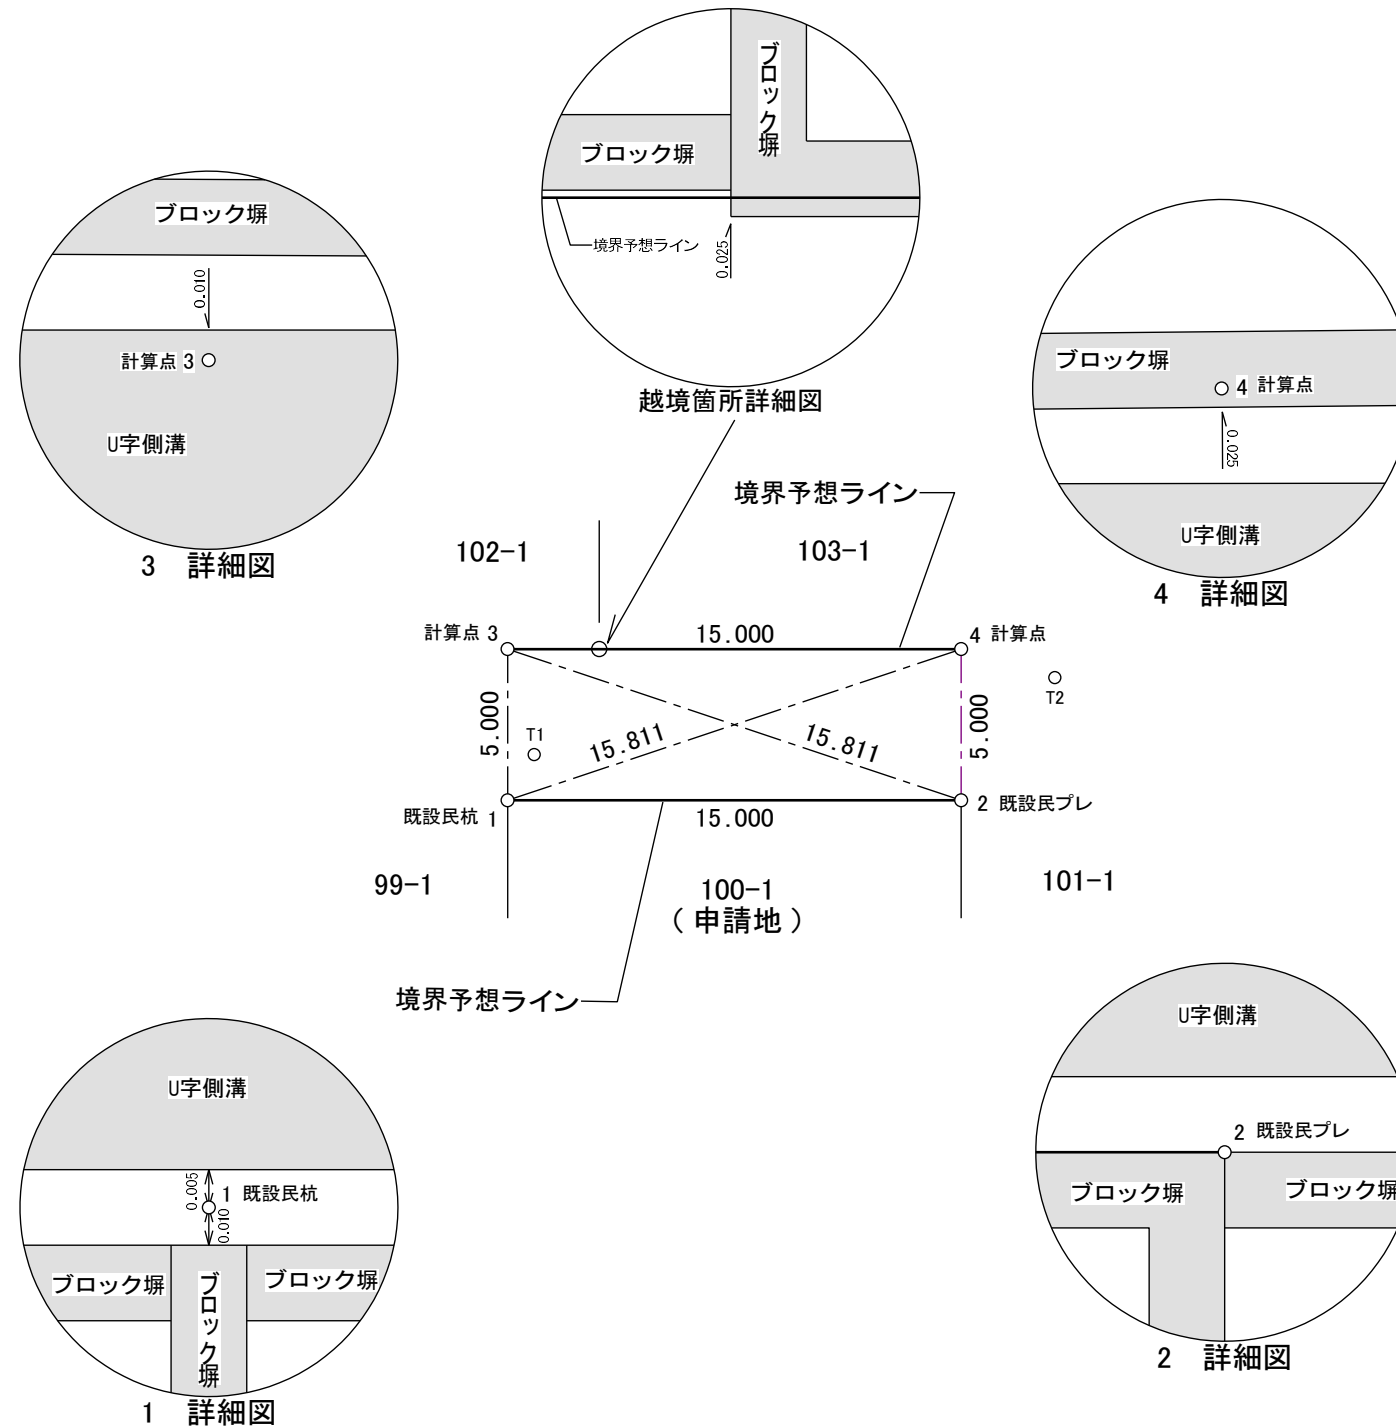 ブロック塀
ブロック塀
境界予想ライン
0.025
越境箇所詳細図
ブロック塀
0.010
計算点 3
U字側溝
3 詳細図
ブロック塀
4 計算点
0.025
U字側溝
4 詳細図
境界予想ライン
102-1
103-1
計算点 3
15.000
4 計算点
T2
5.000
T1
15.811
15.811
5.000
既設民杭 1
15.000
2 既設民プレ
99-1
100-1
(申請地)
101-1
境界予想ライン
U字側溝
0.005
1 既設民杭
0.010
ブロック塀
ブロック塀
ブロック塀
1 詳細図
U字側溝
2 既設民プレ
ブロック塀
ブロック塀
2 詳細図